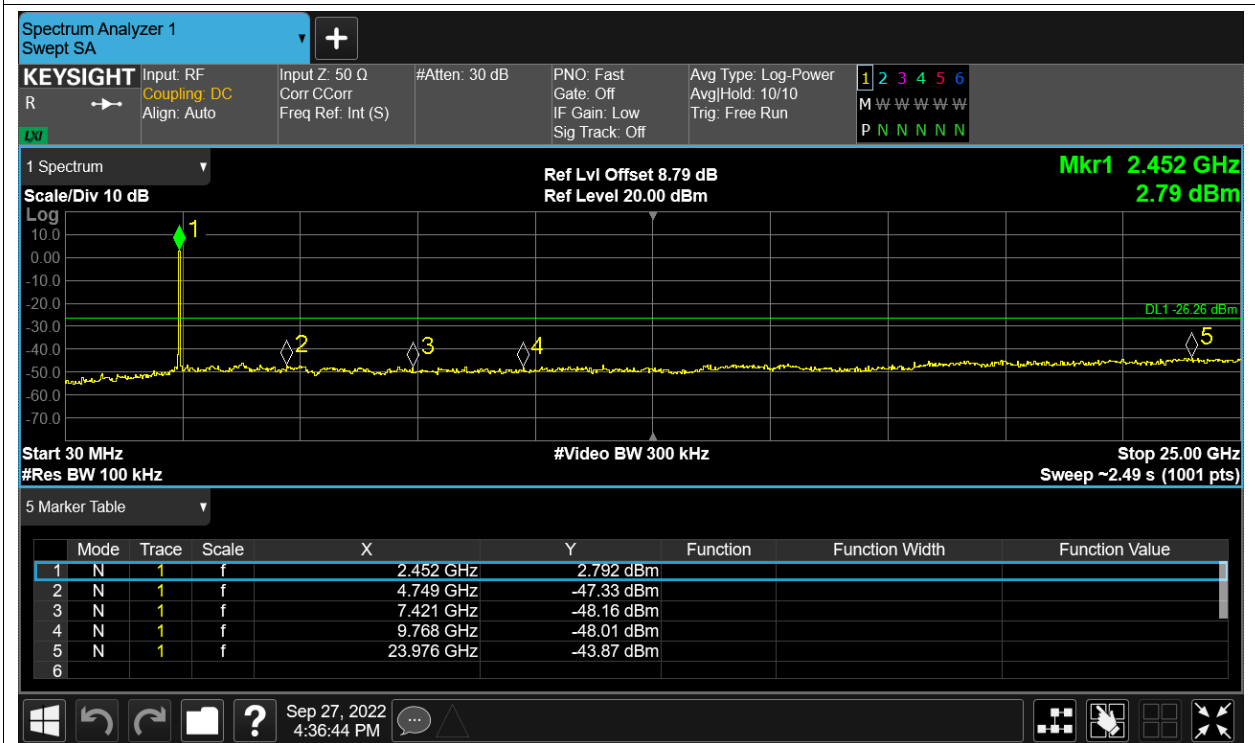 Spectrum Analyzer 1
Swept SA
+
KEYSIGHT Input: RF Input Z: 50 Ω #Atten: 30 dB PNO: Fast Avg Type: Log-Power 1 2 3 4 5 6
R Coupling: DC Corr CCorr Gate: Off Avg|Hold: 10/10 M W W W W W
Align: Auto Freq Ref: Int (S) IF Gain: Low Trig: Free Run
LXI Sig Track: Off P N N N N N
1 Spectrum Ref Lvl Offset 8.79 dB Mkr1 2.452 GHz
Scale/Div 10 dB Ref Level 20.00 dBm 2.79 dBm
Log
10.0 1
0.00
-10.0
-20.0
DL1 -26.26 dBm
-30.0
2 3 4 5
-40.0
-50.0
-60.0
-70.0
Start 30 MHz #Video BW 300 kHz Stop 25.00 GHz
#Res BW 100 kHz Sweep ~2.49 s (1001 pts)
5 Marker Table
Mode Trace Scale X Y Function Function Width Function Value
1 N 1 f 2.452 GHz 2.792 dBm
2 N 1 f 4.749 GHz -47.33 dBm
3 N 1 f 7.421 GHz -48.16 dBm
4 N 1 f 9.768 GHz -48.01 dBm
5 N 1 f 23.976 GHz -43.87 dBm
6
? Sep 27, 2022
4:36:44 PM